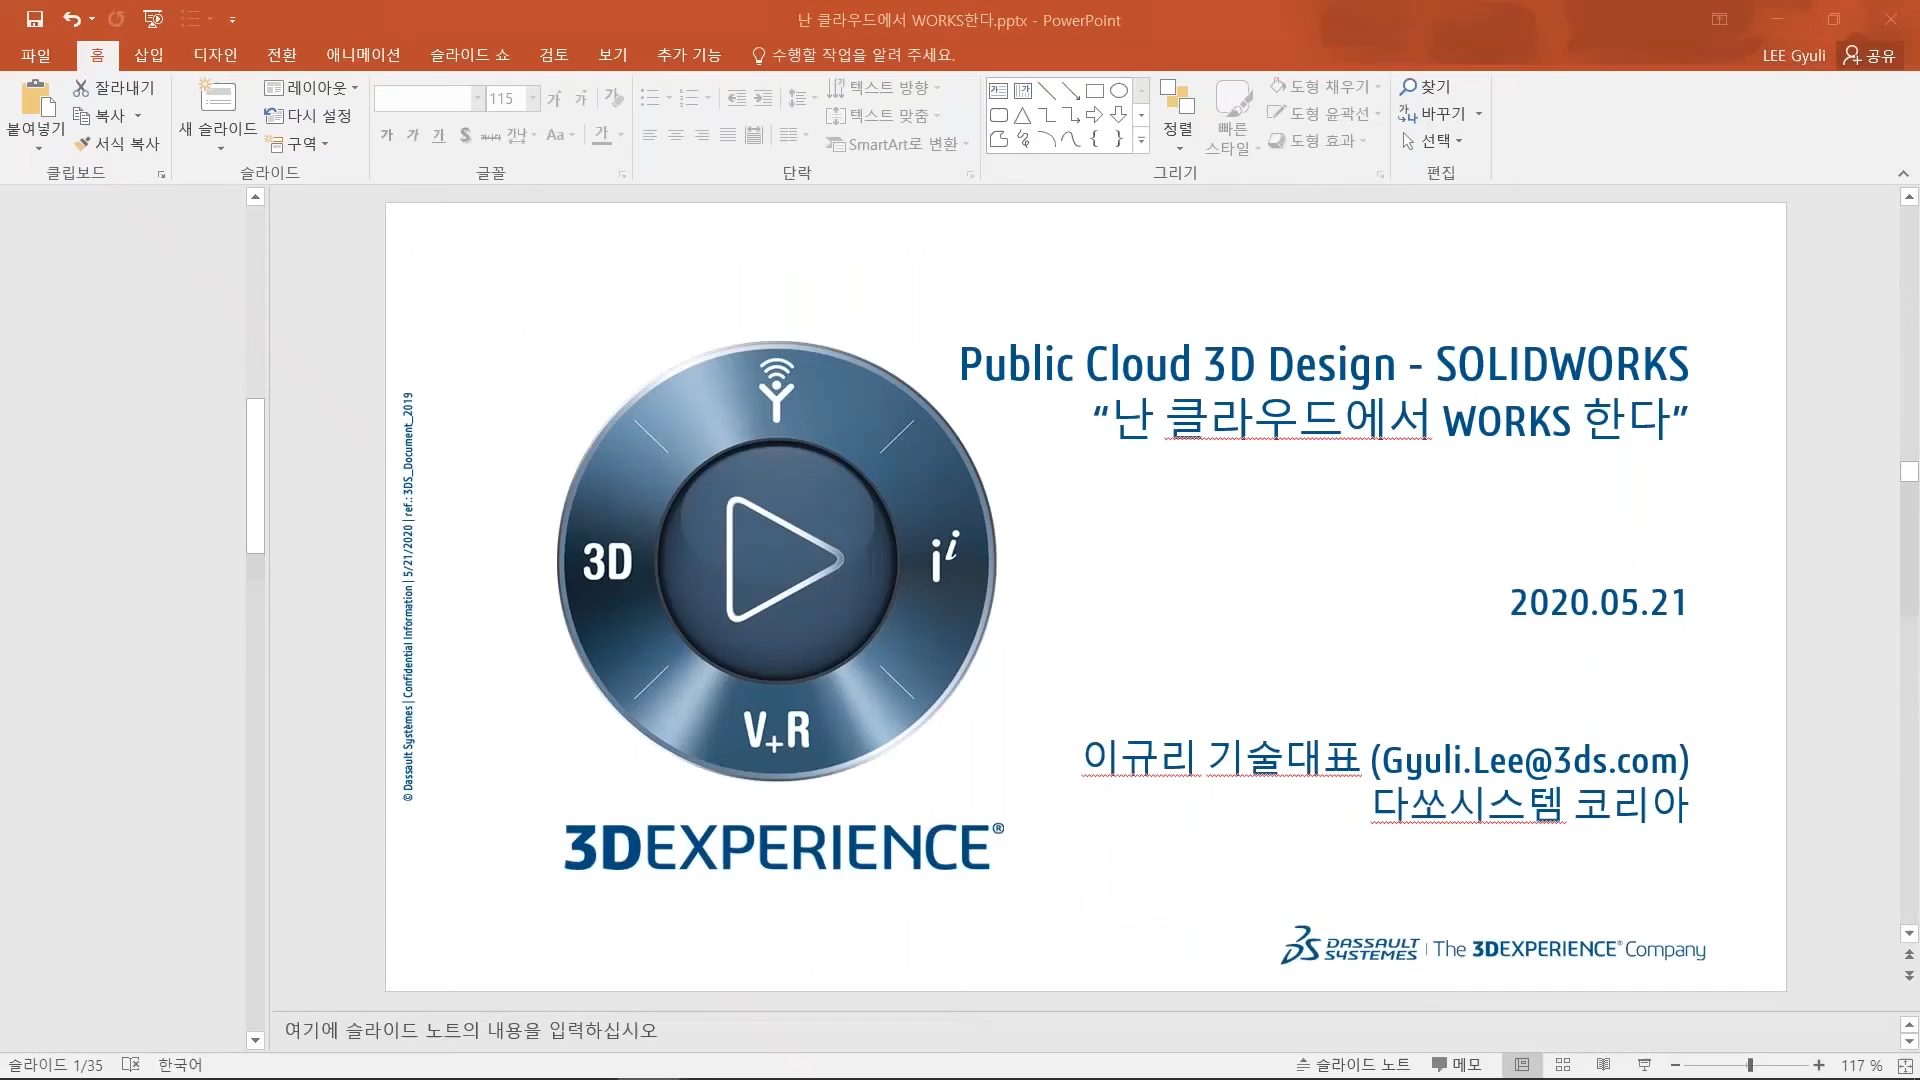 난 클라우드에서 WORKS한다.pptx - PowerPoint
파일 홈 삽입 디자인 전환 애니메이션 슬라이드 쇼 검토 보기 추가 기능 수행할 작업을 알려 주세요. LEE Gyuli 공유
붙여넣기
잘라내기
복사
서식 복사
클립보드
새 슬라이드
레이아웃
다시 설정
구역
슬라이드
115
가 가 가 S abc 간 Aa 가
글꼴
텍스트 방향
텍스트 맞춤
SmartArt로 변환
단락
정렬
빠른
스타일
도형 채우기
도형 윤곽선
도형 효과
그리기
찾기
바꾸기
선택
편집
© Dassault Systèmes | Confidential Information | 5/21/2020 | ref.: 3DS_Document_2019
3D
i i
V+R
3DEXPERIENCE®
Public Cloud 3D Design - SOLIDWORKS
“난 클라우드에서 WORKS 한다”
2020.05.21
이규리 기술대표 (Gyuli.Lee@3ds.com)
다쏘시스템 코리아
DASSAULT SYSTEMES | The 3DEXPERIENCE® Company
여기에 슬라이드 노트의 내용을 입력하십시오
슬라이드 1/35 한국어 슬라이드 노트 메모 117 %